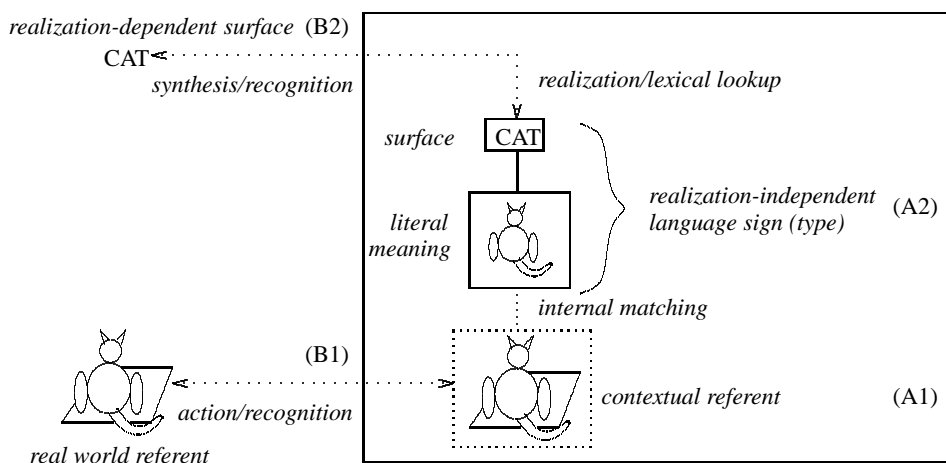 realization-dependent surface (B2)
CAT
synthesis/recognition
realization/lexical lookup
surface
CAT
literal
meaning
realization-independent
language sign (type)
(A2)
internal matching
(B1)
action/recognition
contextual referent
(A1)
real world referent